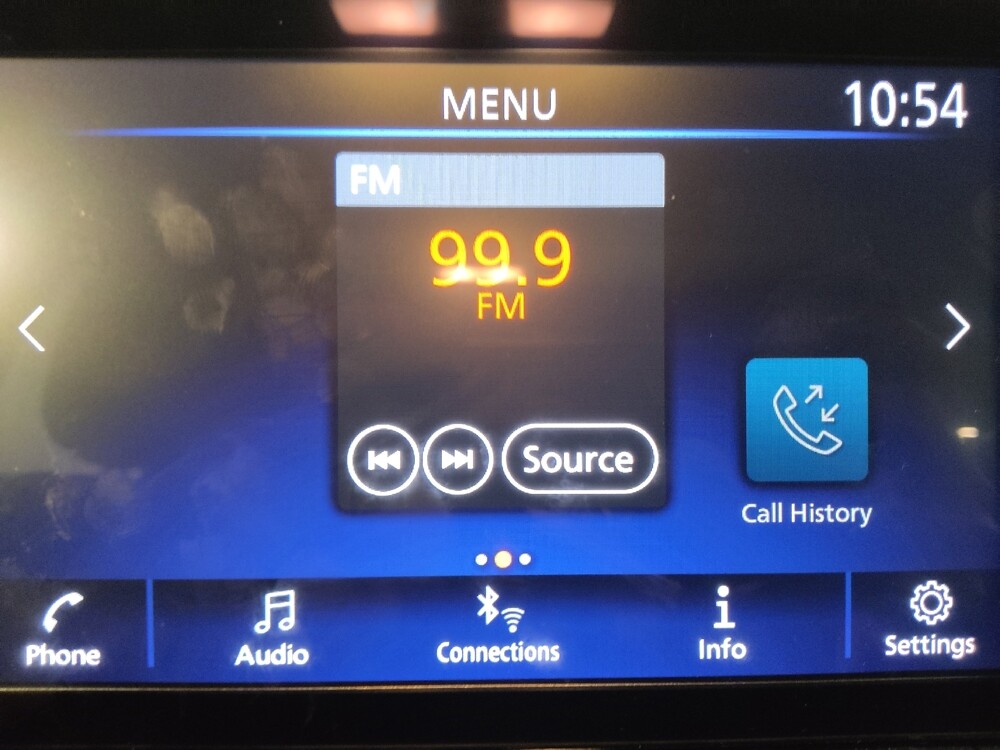 MENU
10:54
FM
99.9
FM
Source
Call History
Phone
Audio
Connections
Info
Settings